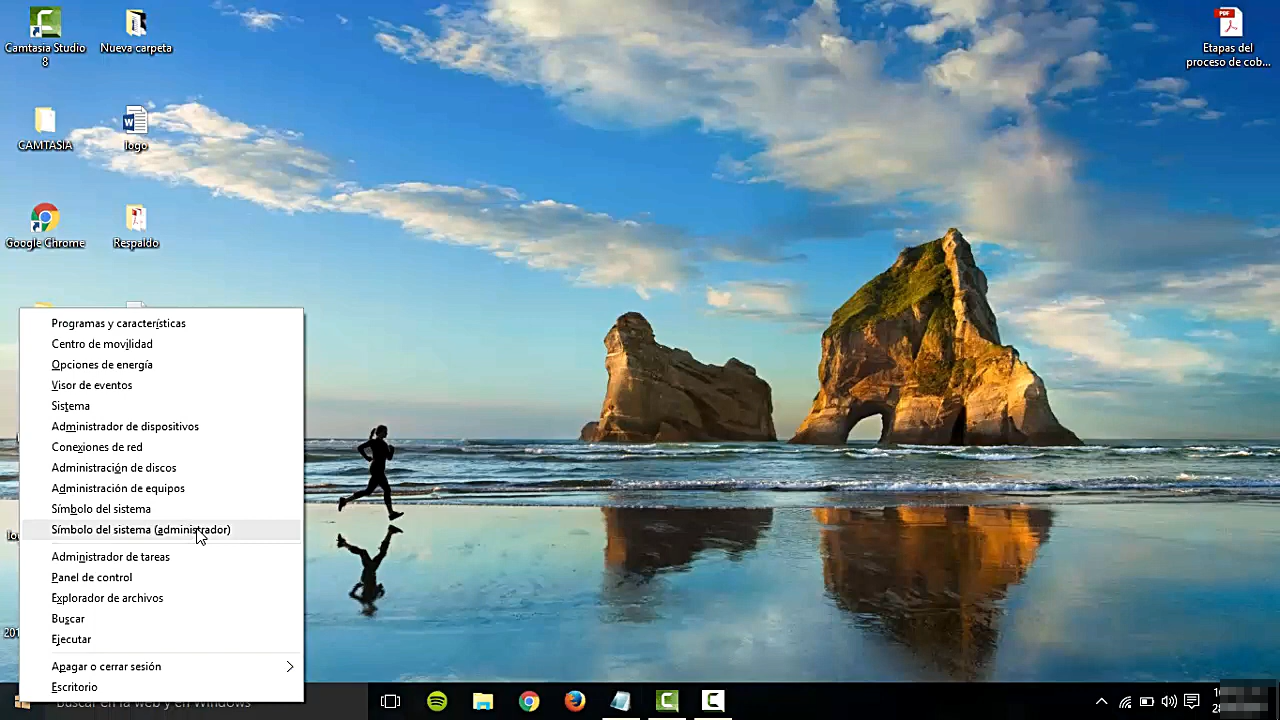 Camtasia Studio
8
Nueva carpeta
PDF
Etapas del
proceso de cob...
CAMTASIA
logo
Google Chrome
Respaldo
Programas y características
Centro de movilidad
Opciones de energía
Visor de eventos
Sistema
Administrador de dispositivos
Conexiones de red
Administración de discos
Administración de equipos
Símbolo del sistema
Símbolo del sistema (administrador)
Administrador de tareas
Panel de control
Explorador de archivos
Buscar
Ejecutar
Apagar o cerrar sesión
Escritorio
Buscar en la web y en Windows